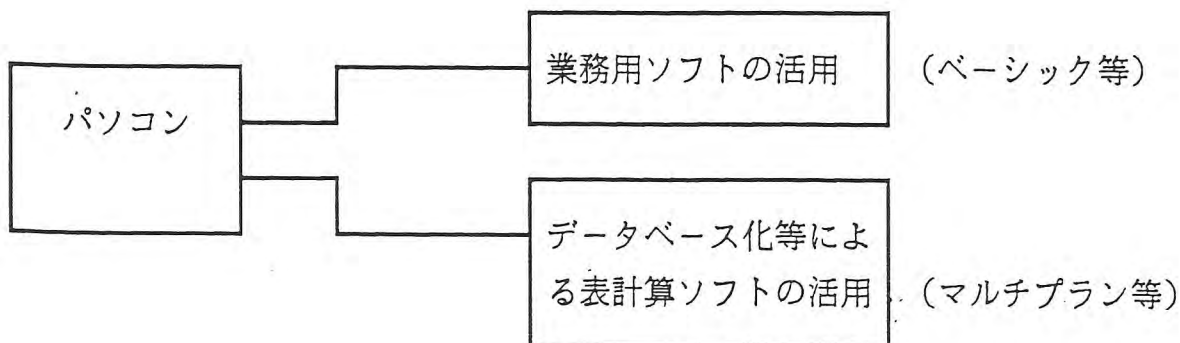 パソコン
業務用ソフトの活用
（ベーシック等）
データベース化等によ
る表計算ソフトの活用
（マルチプラン等）